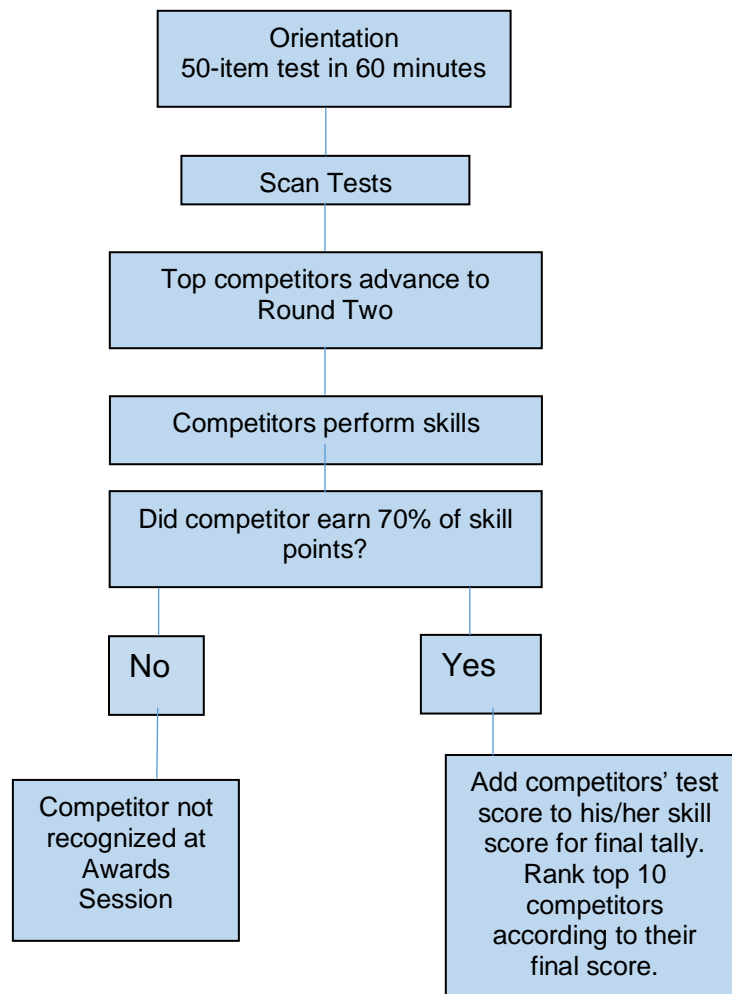 Orientation
50-item test in 60 minutes
Scan Tests
Top competitors advance to
Round Two
Competitors perform skills
Did competitor earn 70% of skill
points?
No
Yes
Competitor not
recognized at
Awards
Session
Add competitors’ test
score to his/her skill
score for final tally.
Rank top 10
competitors
according to their
final score.